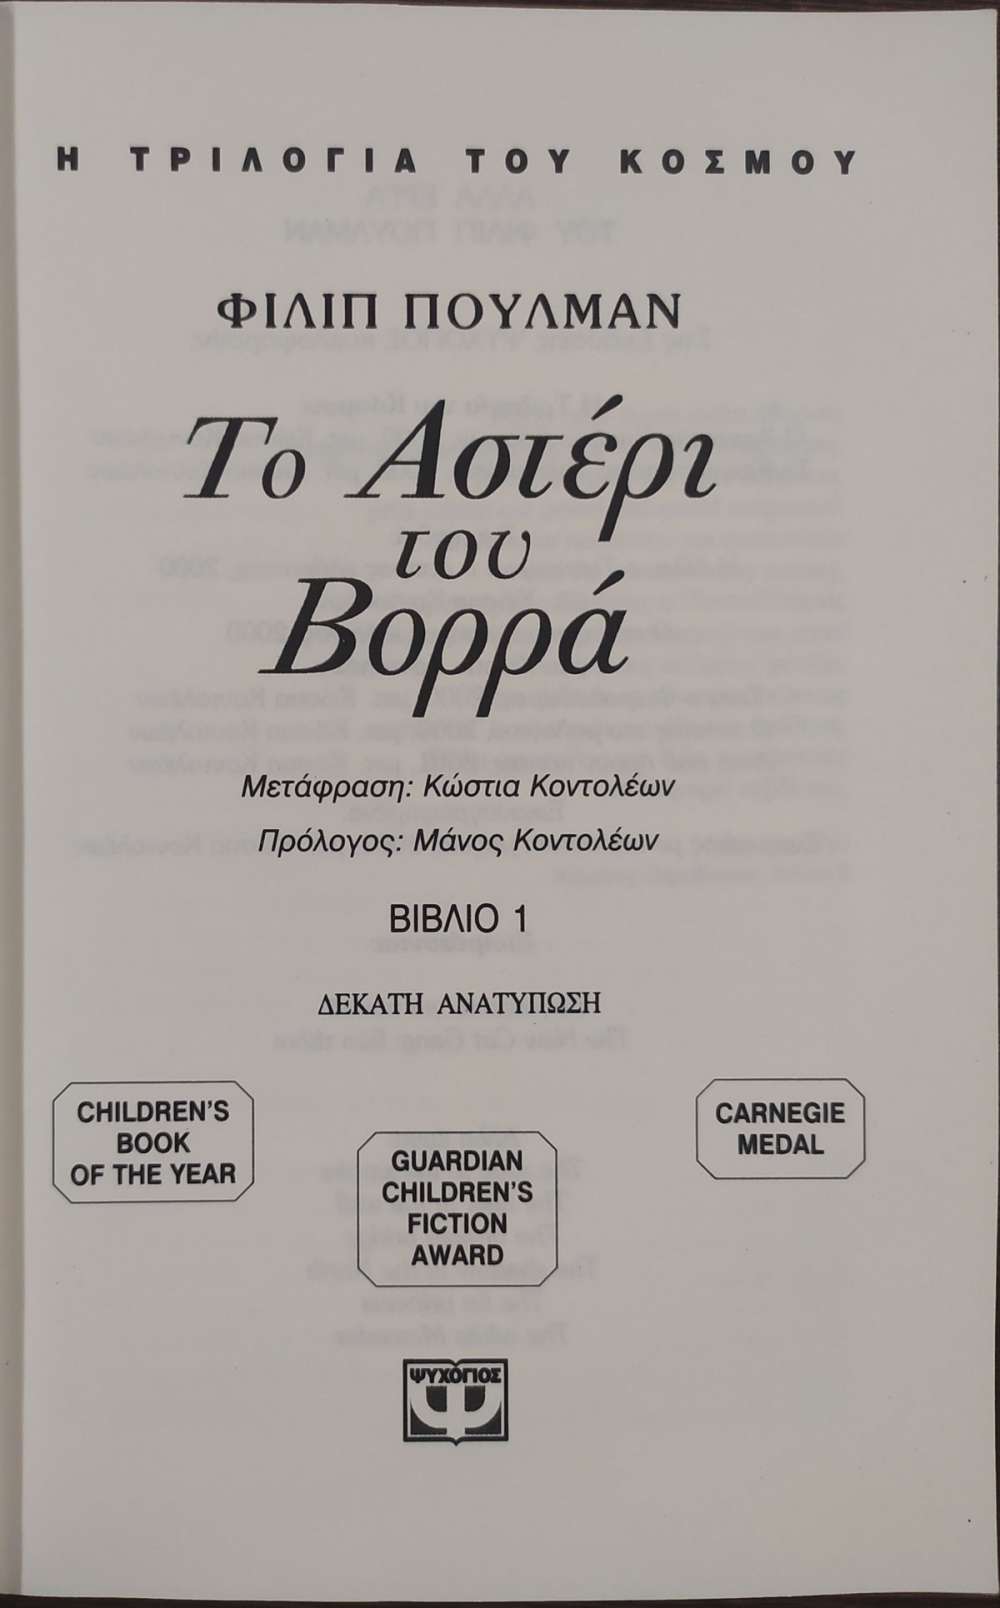 Η ΤΡΙΛΟΓΙΑ ΤΟΥ ΚΟΣΜΟΥ
ΦΙΛΙΠ ΠΟΥΛΜΑΝ
Το Αστέρι
του
Βορρά
Μετάφραση: Κώστια Κοντολέων
Πρόλογος: Μάνος Κοντολέων
ΒΙΒΛΙΟ 1
ΔΕΚΑΤΗ ΑΝΑΤΥΠΩΣΗ
CHILDREN'S
BOOK
OF THE YEAR
GUARDIAN
CHILDREN'S
FICTION
AWARD
CARNEGIE
MEDAL
ΨΥΧΟΓΙΟΣ